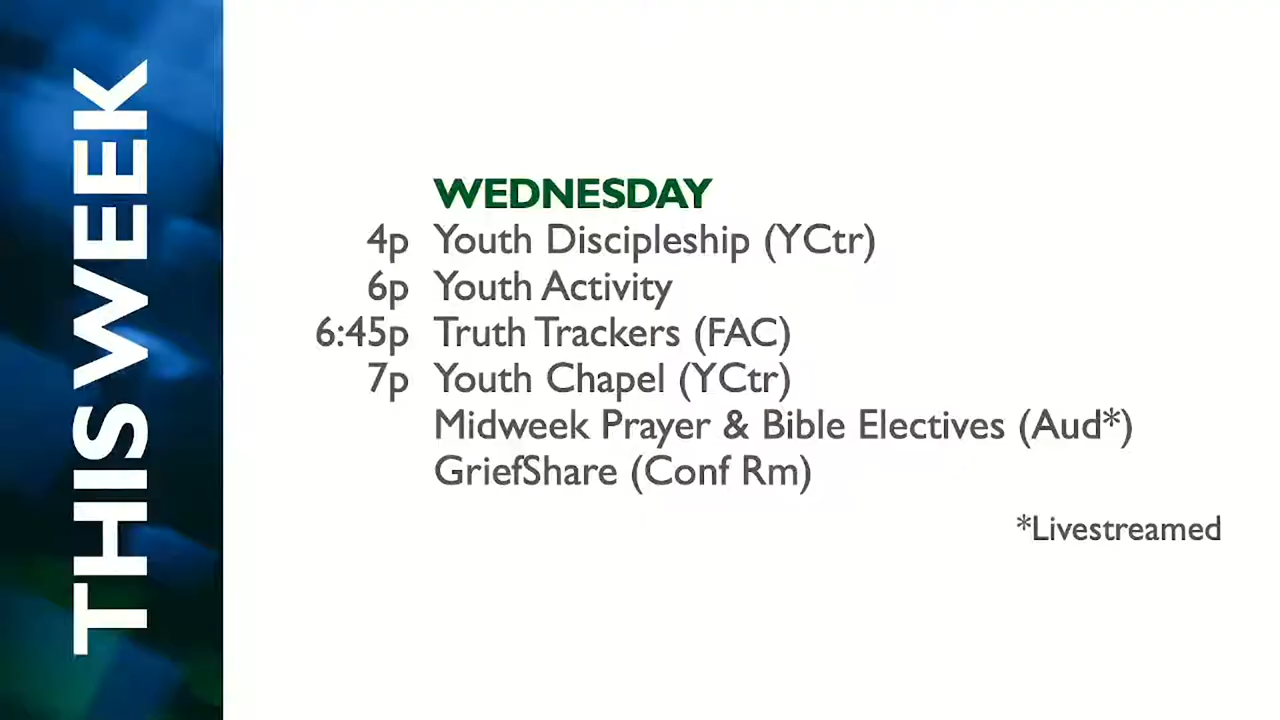 THIS WEEK
WEDNESDAY
4p Youth Discipleship (YCtr)
6p Youth Activity
6:45p Truth Trackers (FAC)
7p Youth Chapel (YCtr)
Midweek Prayer & Bible Electives (Aud*)
GriefShare (Conf Rm)
*Livestreamed